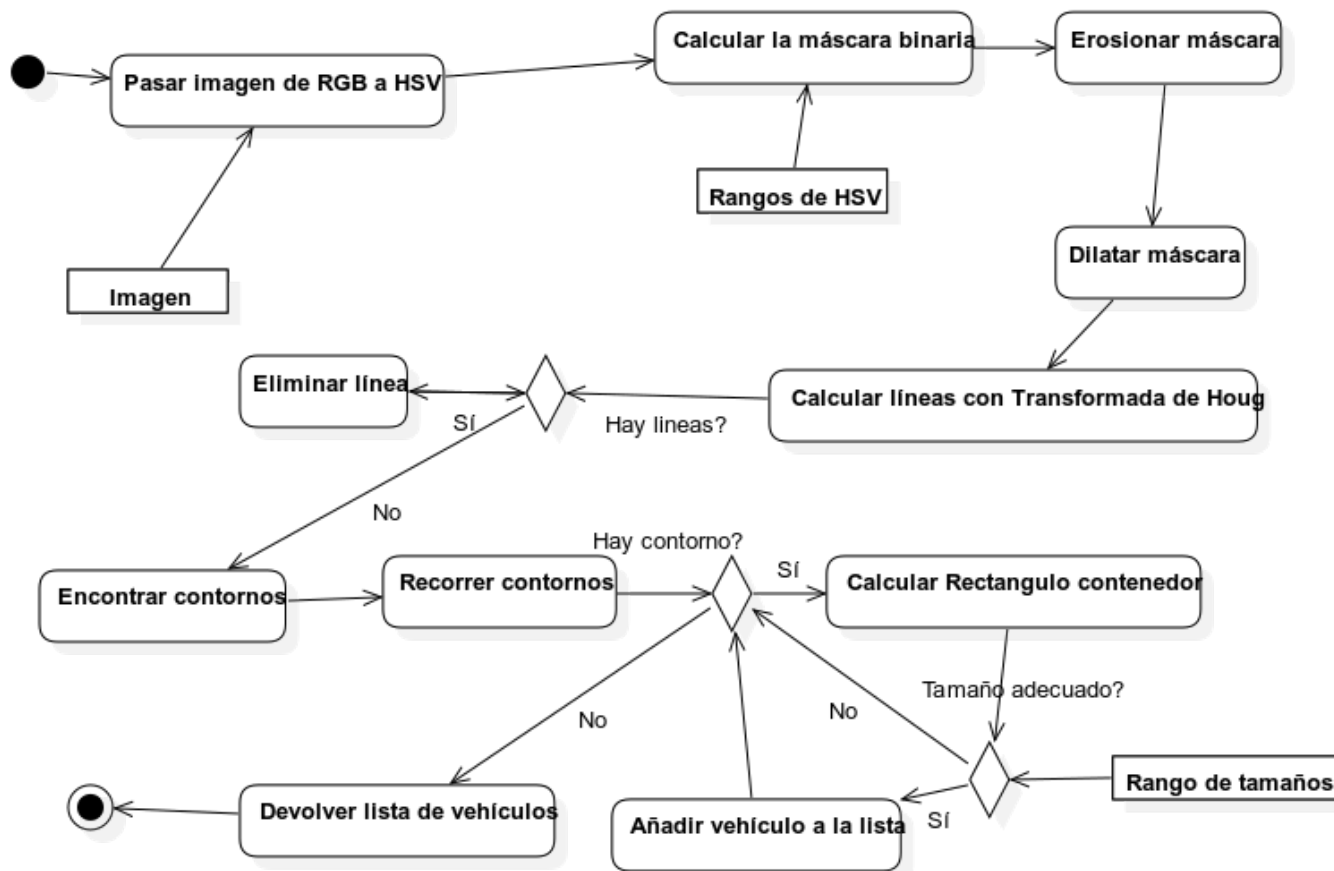 Calcular la máscara binaria
Erosionar máscara
Pasar imagen de RGB a HSV
Rangos de HSV
Imagen
Dilatar máscara
Eliminar línea
Sí
Hay lineas?
Calcular líneas con Transformada de Houg
No
Hay contorno?
Encontrar contornos
Recorrer contornos
Sí
Calcular Rectangulo contenedor
Tamaño adecuado?
No
No
Rango de tamaños
Devolver lista de vehículos
Añadir vehículo a la lista
Sí